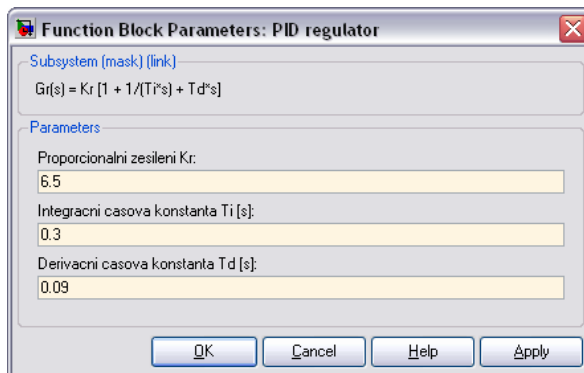 Function Block Parameters: PID regulator
Subsystem (mask) (link)
Gr(s) = Kr [1 + 1/(Ti*s) + Td*s]
Parameters
Proporcionalni zesileni Kr:
6.5
Integracni casova konstanta Ti [s]:
0.3
Derivacni casova konstanta Td [s]:
0.09
OK Cancel Help Apply